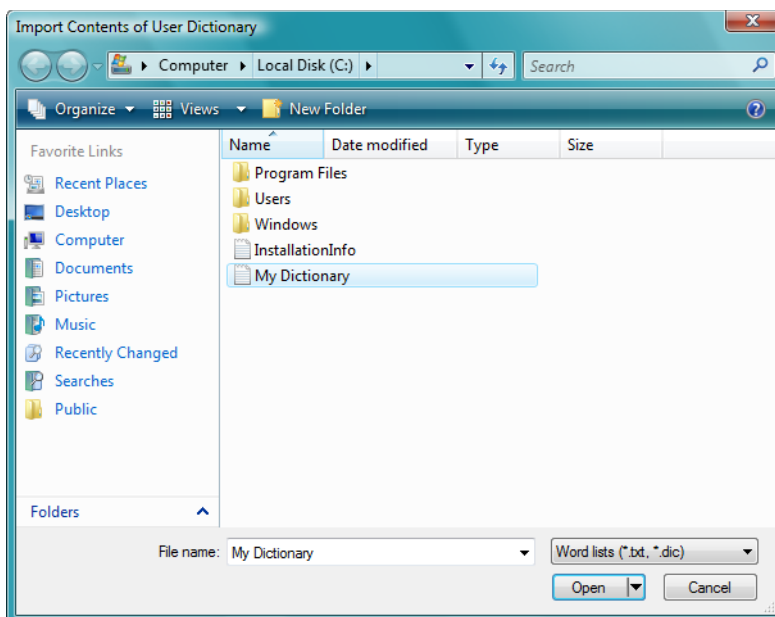 Import Contents of User Dictionary
Computer Local Disk (C:) Search
Organize Views New Folder
Favorite Links
Recent Places
Desktop
Computer
Documents
Pictures
Music
Recently Changed
Searches
Public
Folders
Name Date modified Type Size
Program Files
Users
Windows
InstallationInfo
My Dictionary
File name: My Dictionary Word lists (*.txt, *.dic)
Open Cancel